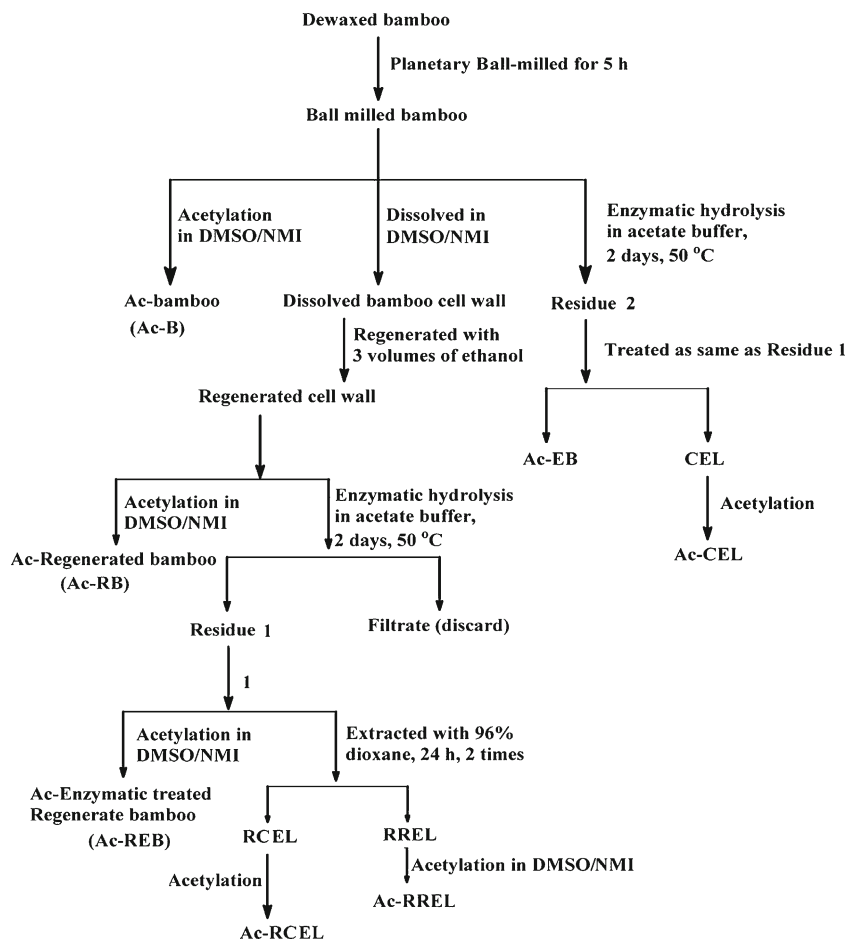 Dewaxed bamboo
Planetary Ball-milled for 5 h
Ball milled bamboo
Acetylation
in DMSO/NMI
Dissolved in
DMSO/NMI
Enzymatic hydrolysis
in acetate buffer,
2 days, 50 °C
Ac-bamboo
(Ac-B)
Dissolved bamboo cell wall
Residue 2
Regenerated with
3 volumes of ethanol
Treated as same as Residue 1
Regenerated cell wall
Ac-EB
CEL
Acetylation
Ac-CEL
Acetylation in
DMSO/NMI
Enzymatic hydrolysis
in acetate buffer,
2 days, 50 °C
Ac-Regenerated bamboo
(Ac-RB)
Residue 1
Filtrate (discard)
1
Acetylation in
DMSO/NMI
Extracted with 96%
dioxane, 24 h, 2 times
Ac-Enzymatic treated
Regenerate bamboo
(Ac-REB)
RCEL
RREL
Acetylation
Acetylation in DMSO/NMI
Ac-RREL
Ac-RCEL